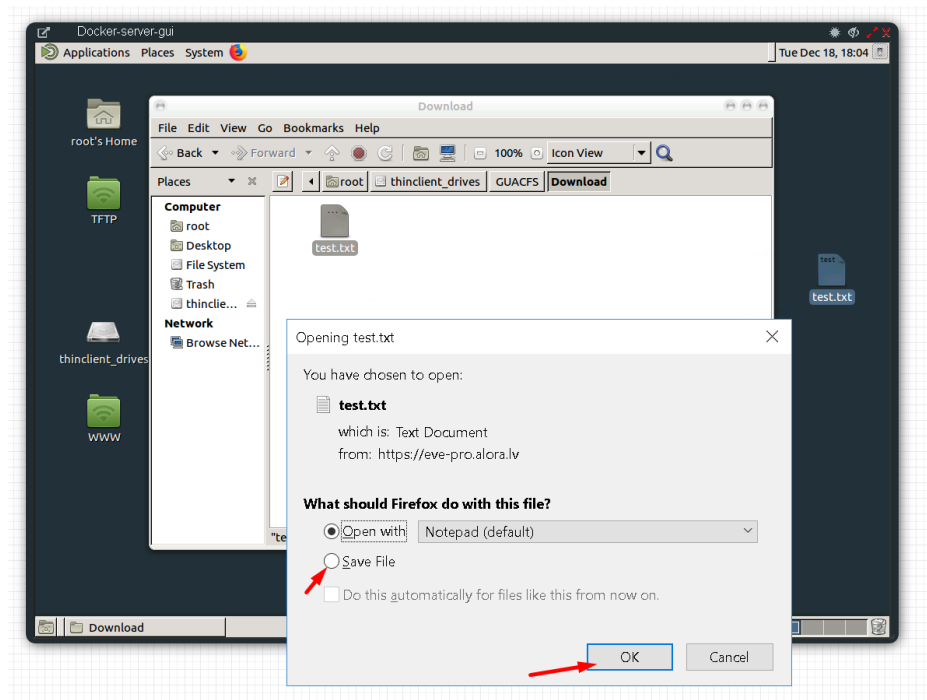 Docker-server-gui
Applications Places System
Tue Dec 18, 18:04
root's Home
TFTP
thinclient_drives
WWW
Download
File Edit View Go Bookmarks Help
Back Forward 100% Icon View
Places root thinclient_drives GUACFS Download
Computer
root
Desktop
File System
Trash
thinclie...
Network
Browse Net...
test.txt
test
test.txt
"te
Opening test.txt
You have chosen to open:
test.txt
which is: Text Document
from: https://eve-pro.alora.lv
What should Firefox do with this file?
Open with Notepad (default)
Save File
Do this automatically for files like this from now on.
OK Cancel
Download